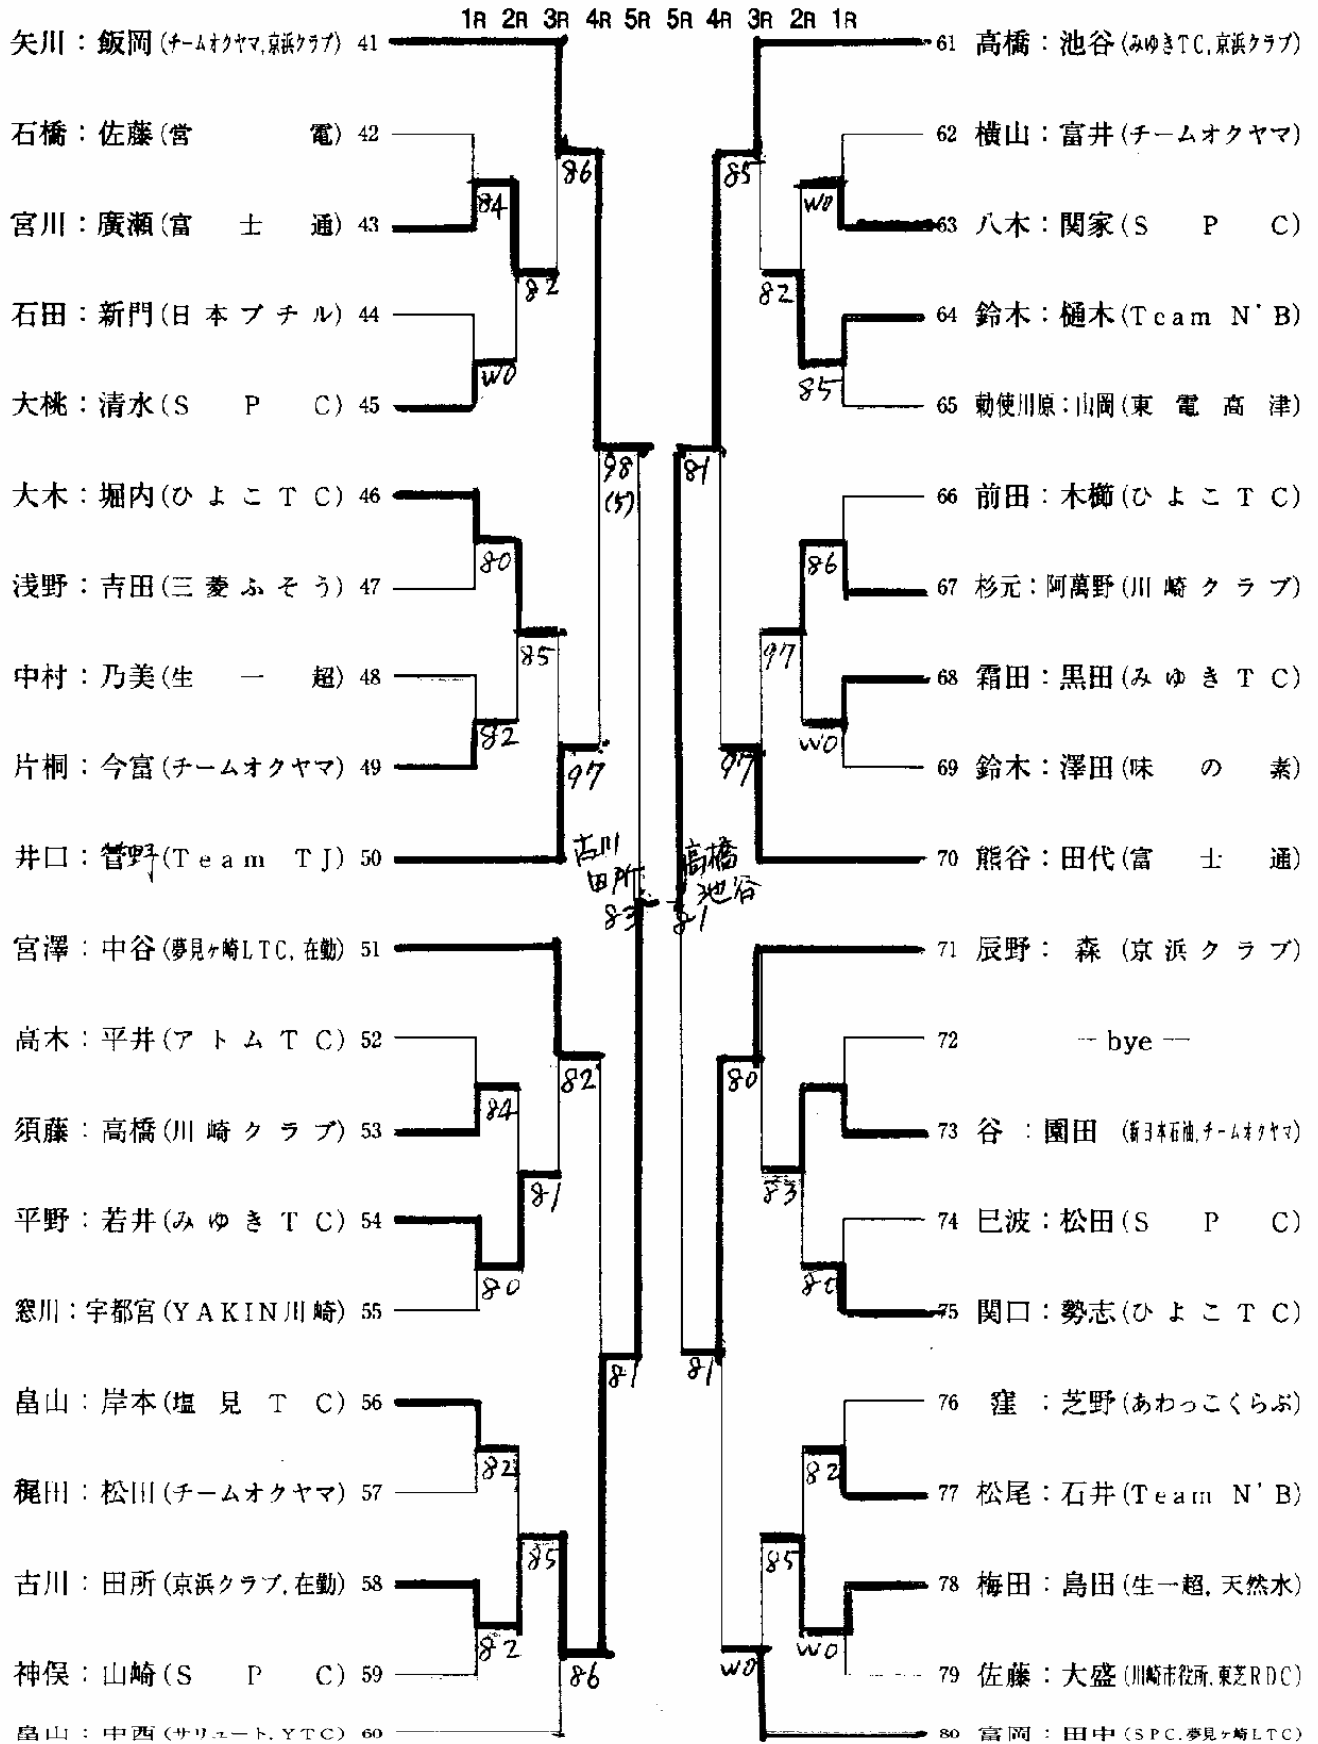 1R 2R 3R 4R 5R 5R 4R 3R 2R 1R
矢川：飯岡(チームオクヤマ,京浜クラブ) 41
石橋：佐藤(営 電) 42
84
宮川：廣瀬(富 士 通) 43
86
82
石田：新門(日本ブチル) 44
W0
大桃：清水(S P C) 45
98
(5)
大木：堀内(ひよこTC) 46
80
浅野：吉田(三菱ふそう) 47
85
中村：乃美(生 一 超) 48
82
片桐：今富(チームオクヤマ) 49
97
井口：菅野(Team TJ) 50
古川
田所
83
宮澤：中谷(夢見ヶ崎LTC,在勤) 51
82
高木：平井(アトムTC) 52
84
須藤：高橋(川崎クラブ) 53
81
平野：若井(みゆきTC) 54
80
窓川：宇都宮(YAKIN川崎) 55
81
畠山：岸本(塩見TC) 56
82
梶田：松川(チームオクヤマ) 57
85
古川：田所(京浜クラブ,在勤) 58
82
神俣：山崎(S P C) 59
86
畠山：中西(サリュート,YTC) 60
61 高橋：池谷(みゆきTC,京浜クラブ)
85
62 横山：富井(チームオクヤマ)
W0
63 八木：関家(S P C)
82
64 鈴木：樋木(Team N'B)
85
65 勅使川原：山岡(東電高津)
81
66 前田：木櫛(ひよこTC)
86
67 杉元：阿萬野(川崎クラブ)
97
68 霜田：黒田(みゆきTC)
W0
69 鈴木：澤田(味の素)
97
70 熊谷：田代(富 士 通)
高橋
池谷
81
71 辰野：森(京浜クラブ)
80
72 －bye－
73 谷：園田(新日本石油,チームオクヤマ)
83
74 巳波：松田(S P C)
75 関口：勢志(ひよこTC)
81
76 窪：芝野(あわっこくらぶ)
82
77 松尾：石井(Team N'B)
85
78 梅田：島田(生一超,天然水)
W0
79 佐藤：大盛(川崎市役所,東芝RDC)
W0
80 富岡：田中(SPC,夢見ヶ崎LTC)